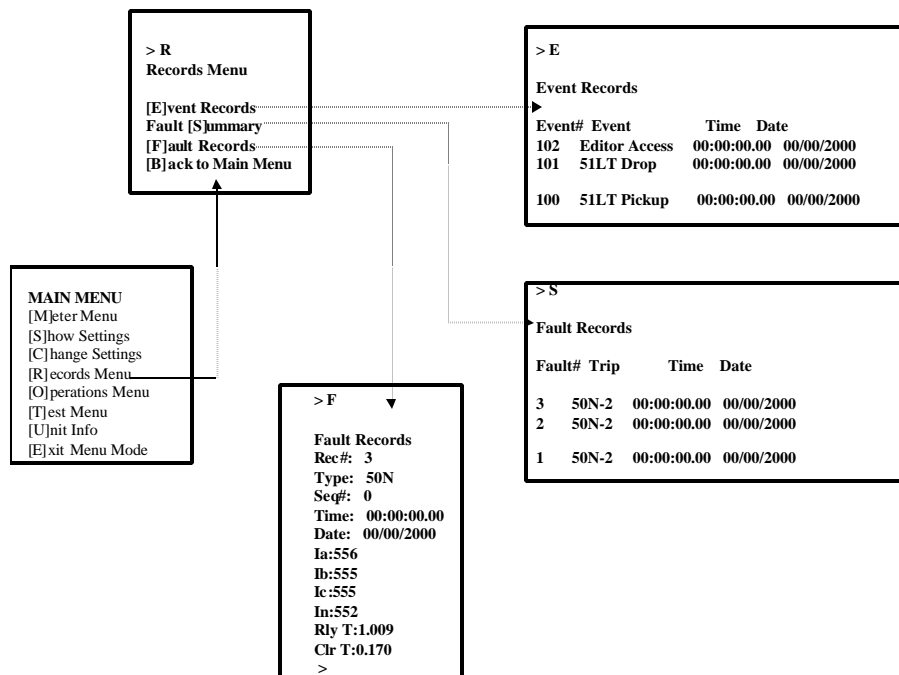 > R
Records Menu
[E]vent Records
Fault [S]ummary
[F]ault Records
[B]ack to Main Menu
> E
Event Records
Event# Event Time Date
102 Editor Access 00:00:00.00 00/00/2000
101 51LT Drop 00:00:00.00 00/00/2000
100 51LT Pickup 00:00:00.00 00/00/2000
MAIN MENU
[M]eter Menu
[S]how Settings
[C]hange Settings
[R]ecords Menu
[O]perations Menu
[T]est Menu
[U]nit Info
[E]xit Menu Mode
> S
Fault Records
Fault# Trip Time Date
3 50N-2 00:00:00.00 00/00/2000
2 50N-2 00:00:00.00 00/00/2000
1 50N-2 00:00:00.00 00/00/2000
> F
Fault Records
Rec#: 3
Type: 50N
Seq#: 0
Time: 00:00:00.00
Date: 00/00/2000
Ia:556
Ib:555
Ic:555
In:552
Rly T:1.009
Clr T:0.170
>